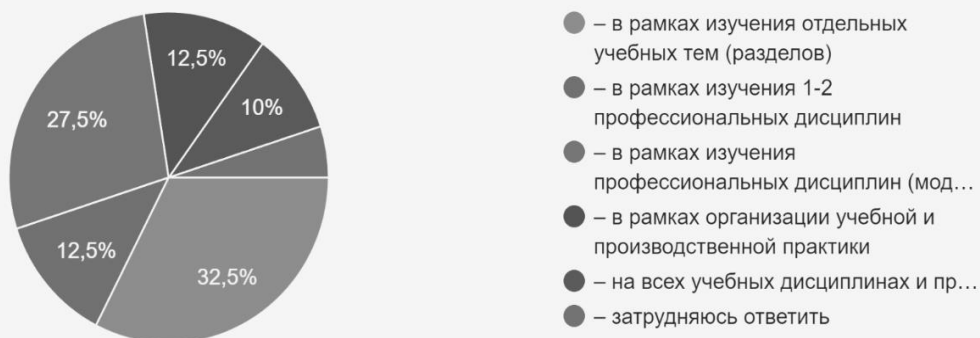 12,5%
10%
27,5%
12,5%
32,5%
– в рамках изучения отдельных
учебных тем (разделов)
– в рамках изучения 1-2
профессиональных дисциплин
– в рамках изучения
профессиональных дисциплин (мод…
– в рамках организации учебной и
производственной практики
– на всех учебных дисциплинах и пр…
– затрудняюсь ответить